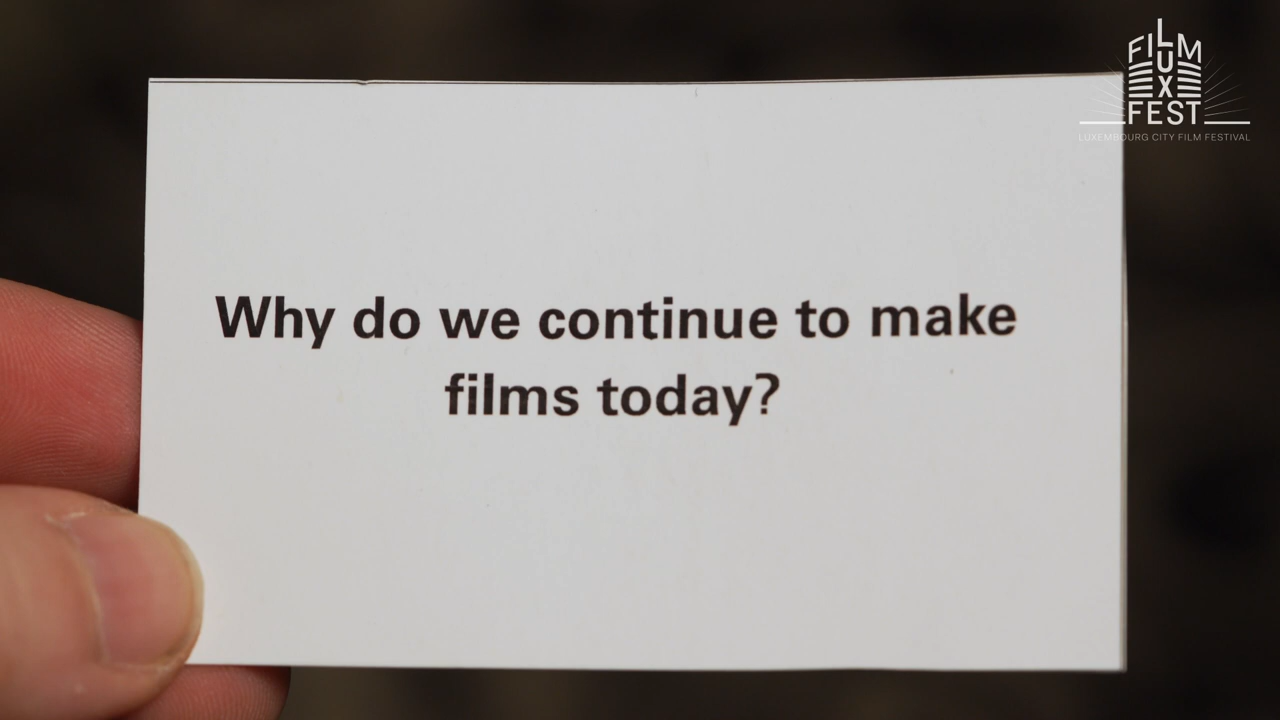 FILM
LUX
FEST
LUXEMBOURG CITY FILM FESTIVAL
Why do we continue to make
films today?